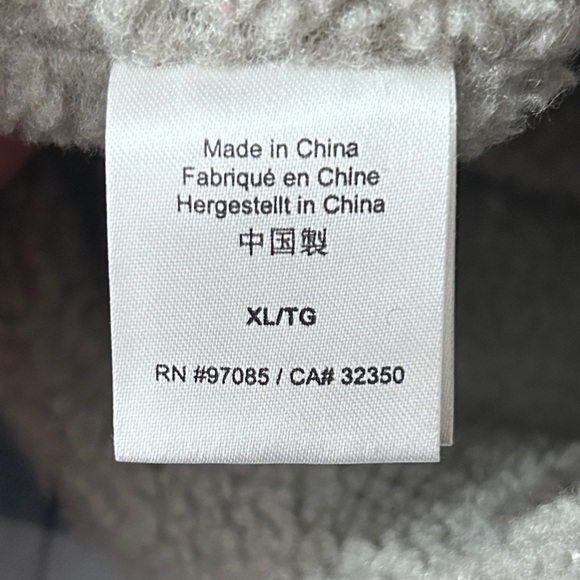 Made in China
Fabriqué en Chine
Hergestellt in China
中国製
XL/TG
RN #97085 / CA# 32350